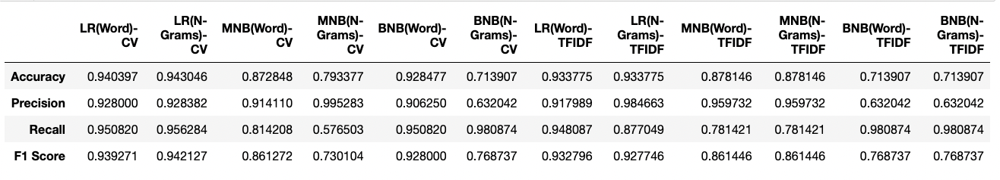 LR(Word)-CV LR(N-Grams)-CV MNB(Word)-CV MNB(N-Grams)-CV BNB(Word)-CV BNB(N-Grams)-CV LR(Word)-TFIDF LR(N-Grams)-TFIDF MNB(Word)-TFIDF MNB(N-Grams)-TFIDF BNB(Word)-TFIDF BNB(N-Grams)-TFIDF
Accuracy 0.940397 0.943046 0.872848 0.793377 0.928477 0.713907 0.933775 0.933775 0.878146 0.878146 0.713907 0.713907
Precision 0.928000 0.928382 0.914110 0.995283 0.906250 0.632042 0.917989 0.984663 0.959732 0.959732 0.632042 0.632042
Recall 0.950820 0.956284 0.814208 0.576503 0.950820 0.980874 0.948087 0.877049 0.781421 0.781421 0.980874 0.980874
F1 Score 0.939271 0.942127 0.861272 0.730104 0.928000 0.768737 0.932796 0.927746 0.861446 0.861446 0.768737 0.768737